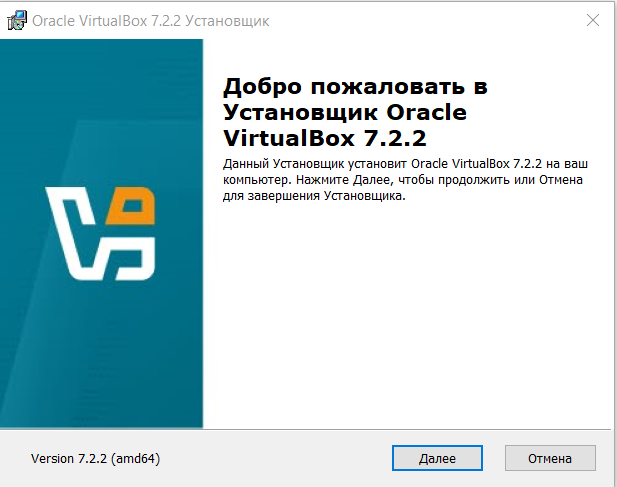 Oracle VirtualBox 7.2.2 Установщик
Добро пожаловать в
Установщик Oracle
VirtualBox 7.2.2
Данный Установщик установит Oracle VirtualBox 7.2.2 на ваш
компьютер. Нажмите Далее, чтобы продолжить или Отмена
для завершения Установщика.
Version 7.2.2 (amd64)
Далее
Отмена